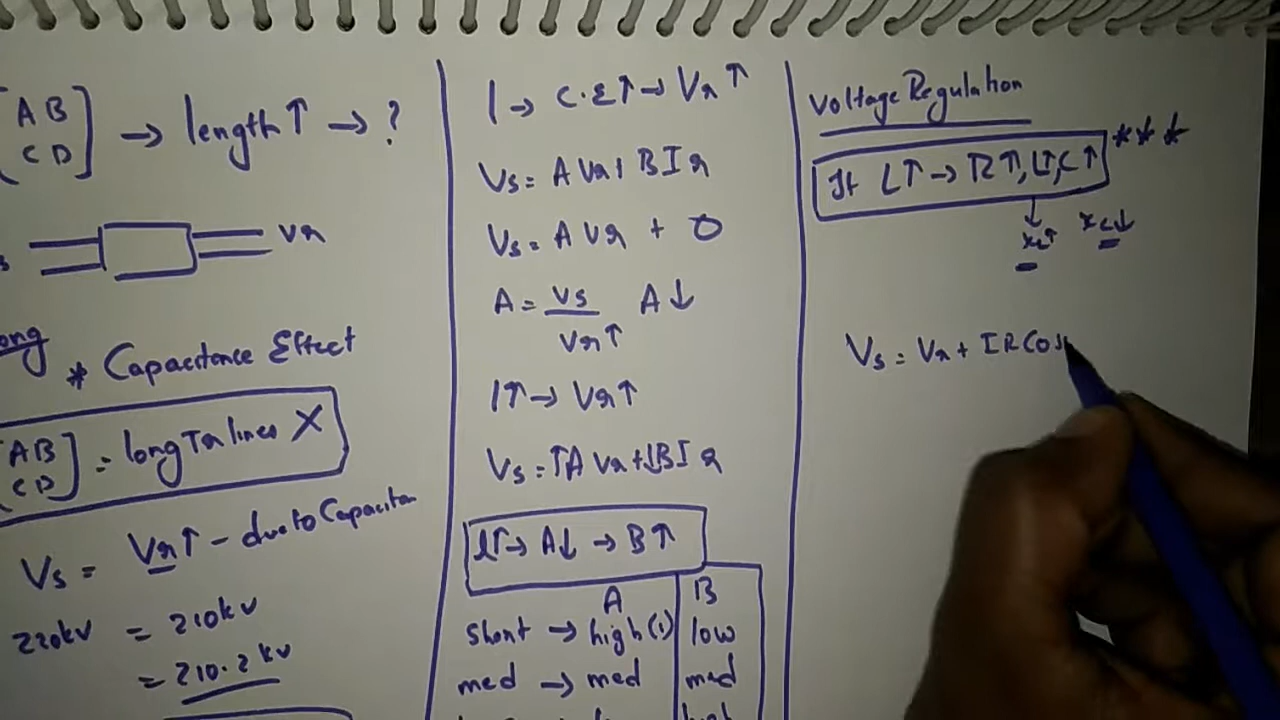 [A B
C D] → length↑ → ?
s Vr
ong
* Capacitance Effect
[A B
C D] = long Tr lines X
Vs = Vr↑ - due to Capacitan
220kV = 210kV
= 210.2 kV
l → C.E↑ → Vr↑
Vs = A Vr + B Ir
Vs = A Vr + 0
A = Vs / Vr↑ A↓
l↑ → Vr↑
Vs = ↑A Vr + ↓B Ir
l↑ → A↓ → B↑
A B
short → high (1) low
med → med med
Voltage Regulation
If L↑ → R↑, L↑, C↑ ***
↓
xL↑ xc↓
Vs = Vr + IR Cos